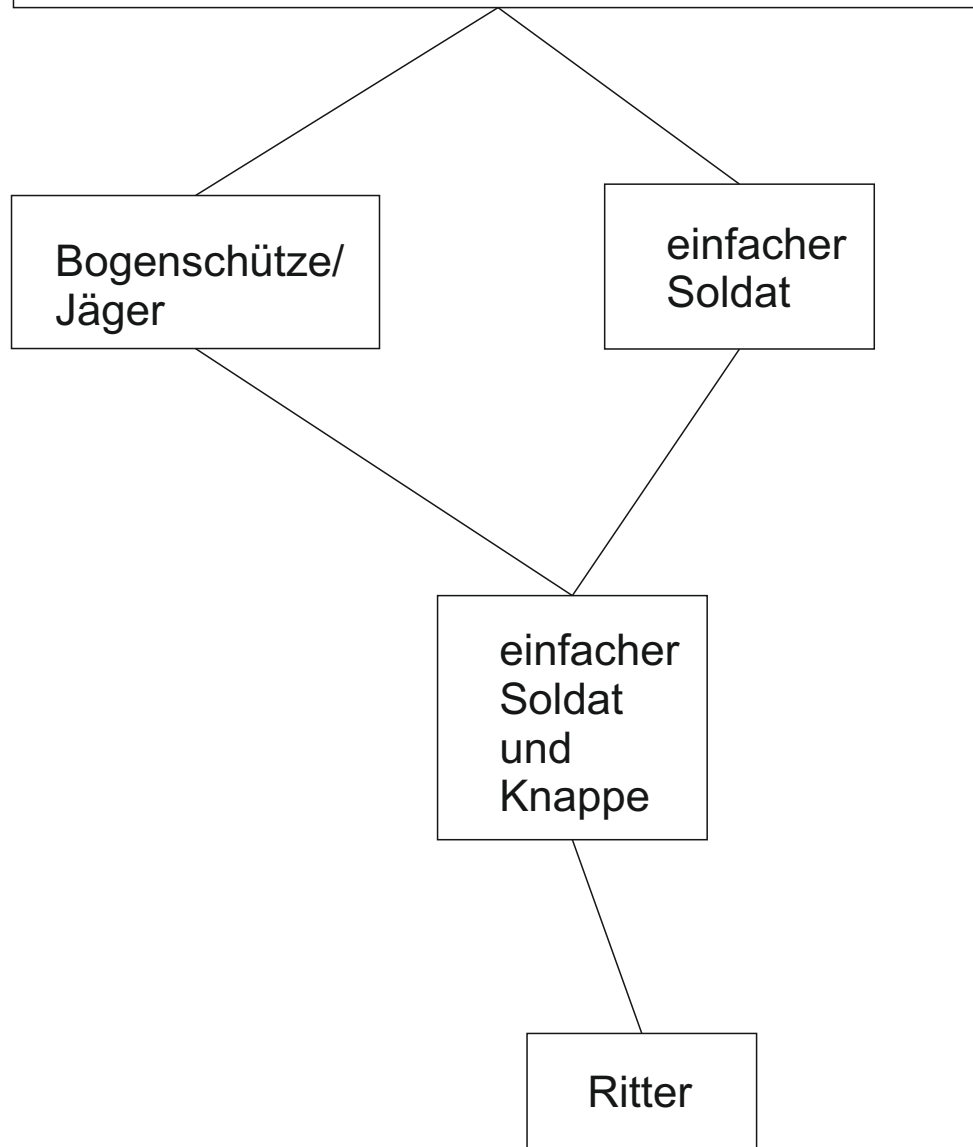 Bogenschütze/
Jäger
einfacher
Soldat
einfacher
Soldat
und
Knappe
Ritter